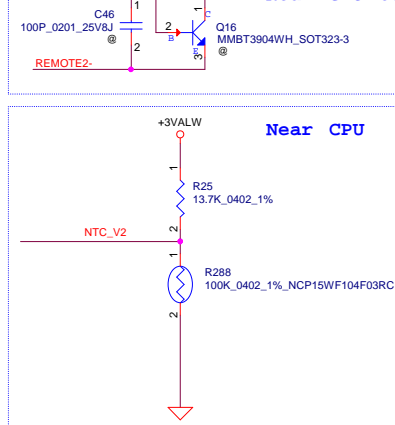 1
C
C46
100P_0201_25V8J
@
2
2
B
E
3
Q16
MMBT3904WH_SOT323-3
@
REMOTE2-
+3VALW
Near CPU
1
R25
13.7K_0402_1%
2
NTC_V2
1
R288
100K_0402_1%_NCP15WF104F03RC
2